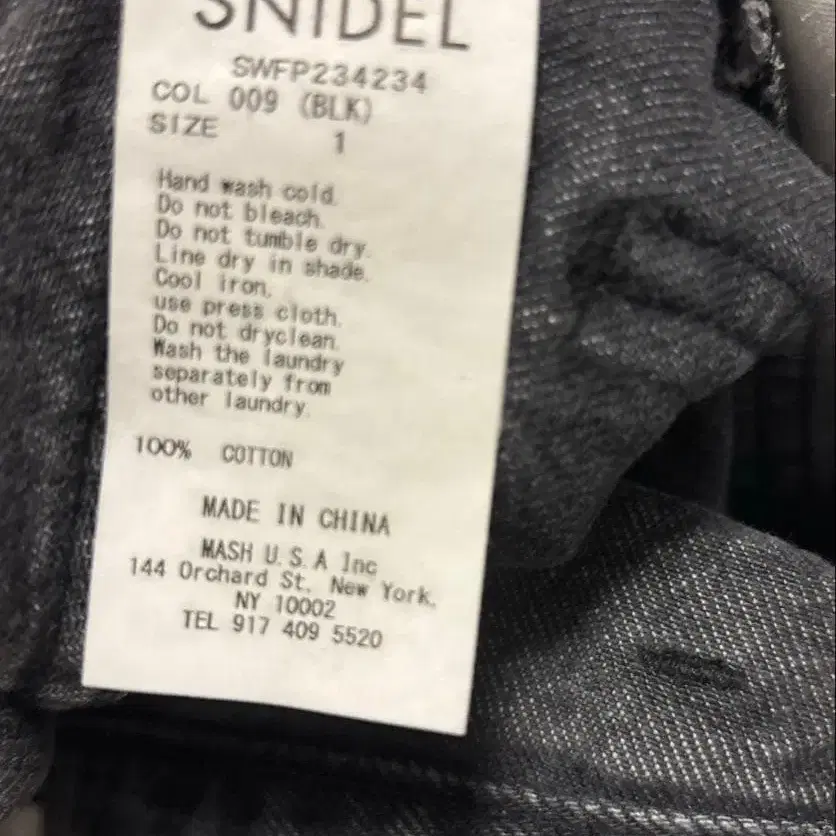 SNIDEL
SWFP234234
COL 009 (BLK)
SIZE 1
Hand wash cold.
Do not bleach.
Do not tumble dry.
Line dry in shade.
Cool iron,
use press cloth.
Do not dryclean.
Wash the laundry
separately from
other laundry.
100% COTTON
MADE IN CHINA
MASH U.S.A Inc
144 Orchard St, New York,
NY 10002
TEL 917 409 5520